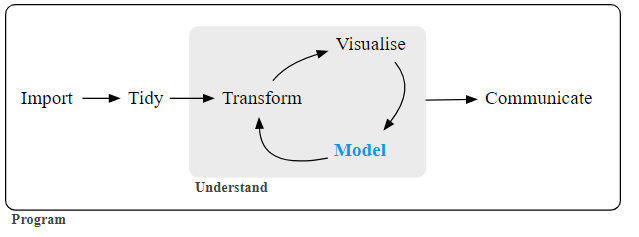 Visualise
Import
Tidy
Transform
Communicate
Model
Understand
Program